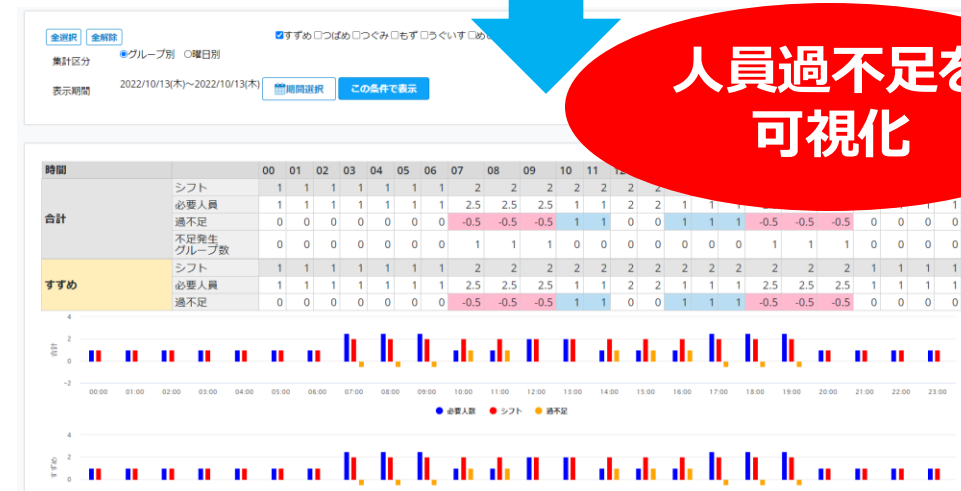 全選択 全解除
すずめ つばめ つぐみ もず うぐいす
集計区分 グループ別 曜日別
表示期間 2022/10/13(木)～2022/10/13(木) 期間選択 この条件で表示
人員過不足を
可視化
時間 00 01 02 03 04 05 06 07 08 09 10 11
合計
シフト 1 1 1 1 1 1 1 2 2 2 2 2 2 2
必要人員 1 1 1 1 1 1 1 2.5 2.5 2.5 1 1 2 2 1 1 1
過不足 0 0 0 0 0 0 0 -0.5 -0.5 -0.5 1 1 0 0 1 1 1 -0.5 -0.5 -0.5 0 0 0 0
不足発生
グループ数 0 0 0 0 0 0 0 1 1 1 0 0 0 0 0 0 0 1 1 1 0 0 0 0
すずめ
シフト 1 1 1 1 1 1 1 2 2 2 2 2 2 2 2 2 2 2 2 2 1 1 1 1
必要人員 1 1 1 1 1 1 1 2.5 2.5 2.5 1 1 2 2 1 1 1 2.5 2.5 2.5 1 1 1 1
過不足 0 0 0 0 0 0 0 -0.5 -0.5 -0.5 1 1 0 0 1 1 1 -0.5 -0.5 -0.5 0 0 0 0
4
2
合計
0
-2
00:00 01:00 02:00 03:00 04:00 05:00 06:00 07:00 08:00 09:00 10:00 11:00 12:00 13:00 14:00 15:00 16:00 17:00 18:00 19:00 20:00 21:00 22:00 23:00
必要人数 シフト 過不足
4
2
すずめ
0